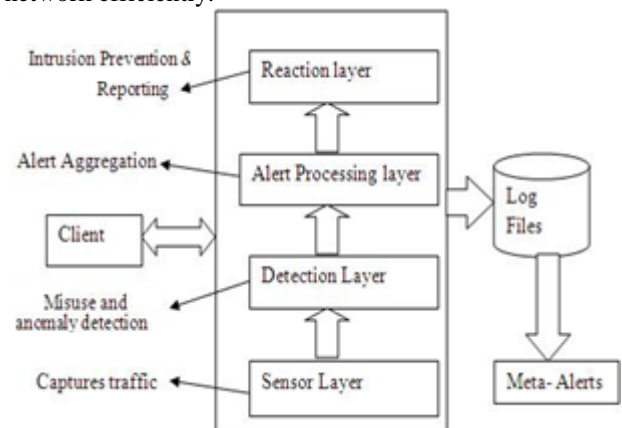 network efficiently.
Intrusion Prevention &
Reporting
Reaction layer
Alert Aggregation
Alert Processing layer
Log
Files
Client
Detection Layer
Misuse and
anomaly detection
Captures traffic
Sensor Layer
Meta- Alerts